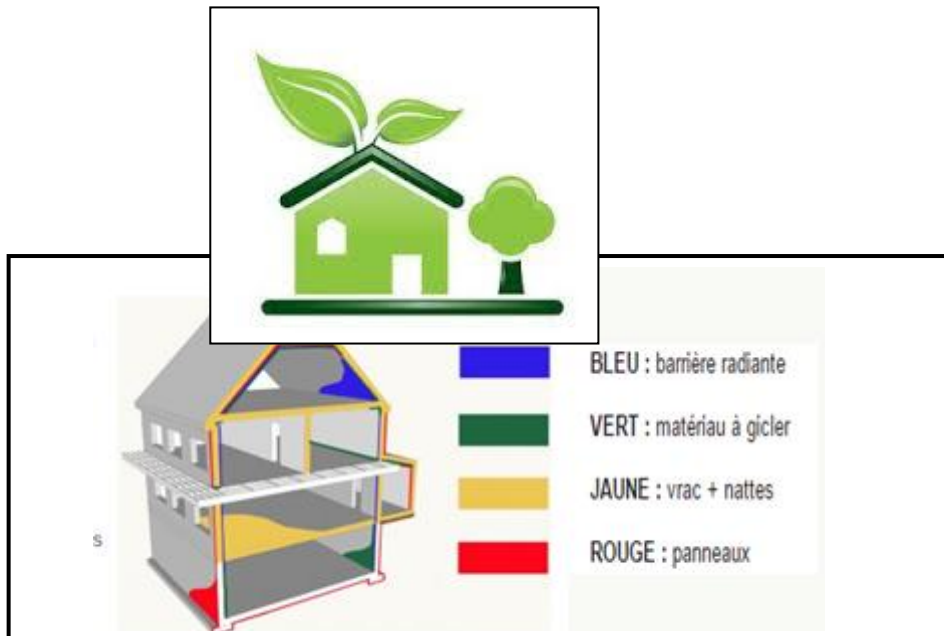 BLEU : barrière radiante
VERT : matériau à gicler
JAUNE : vrac + nattes
s
ROUGE : panneaux